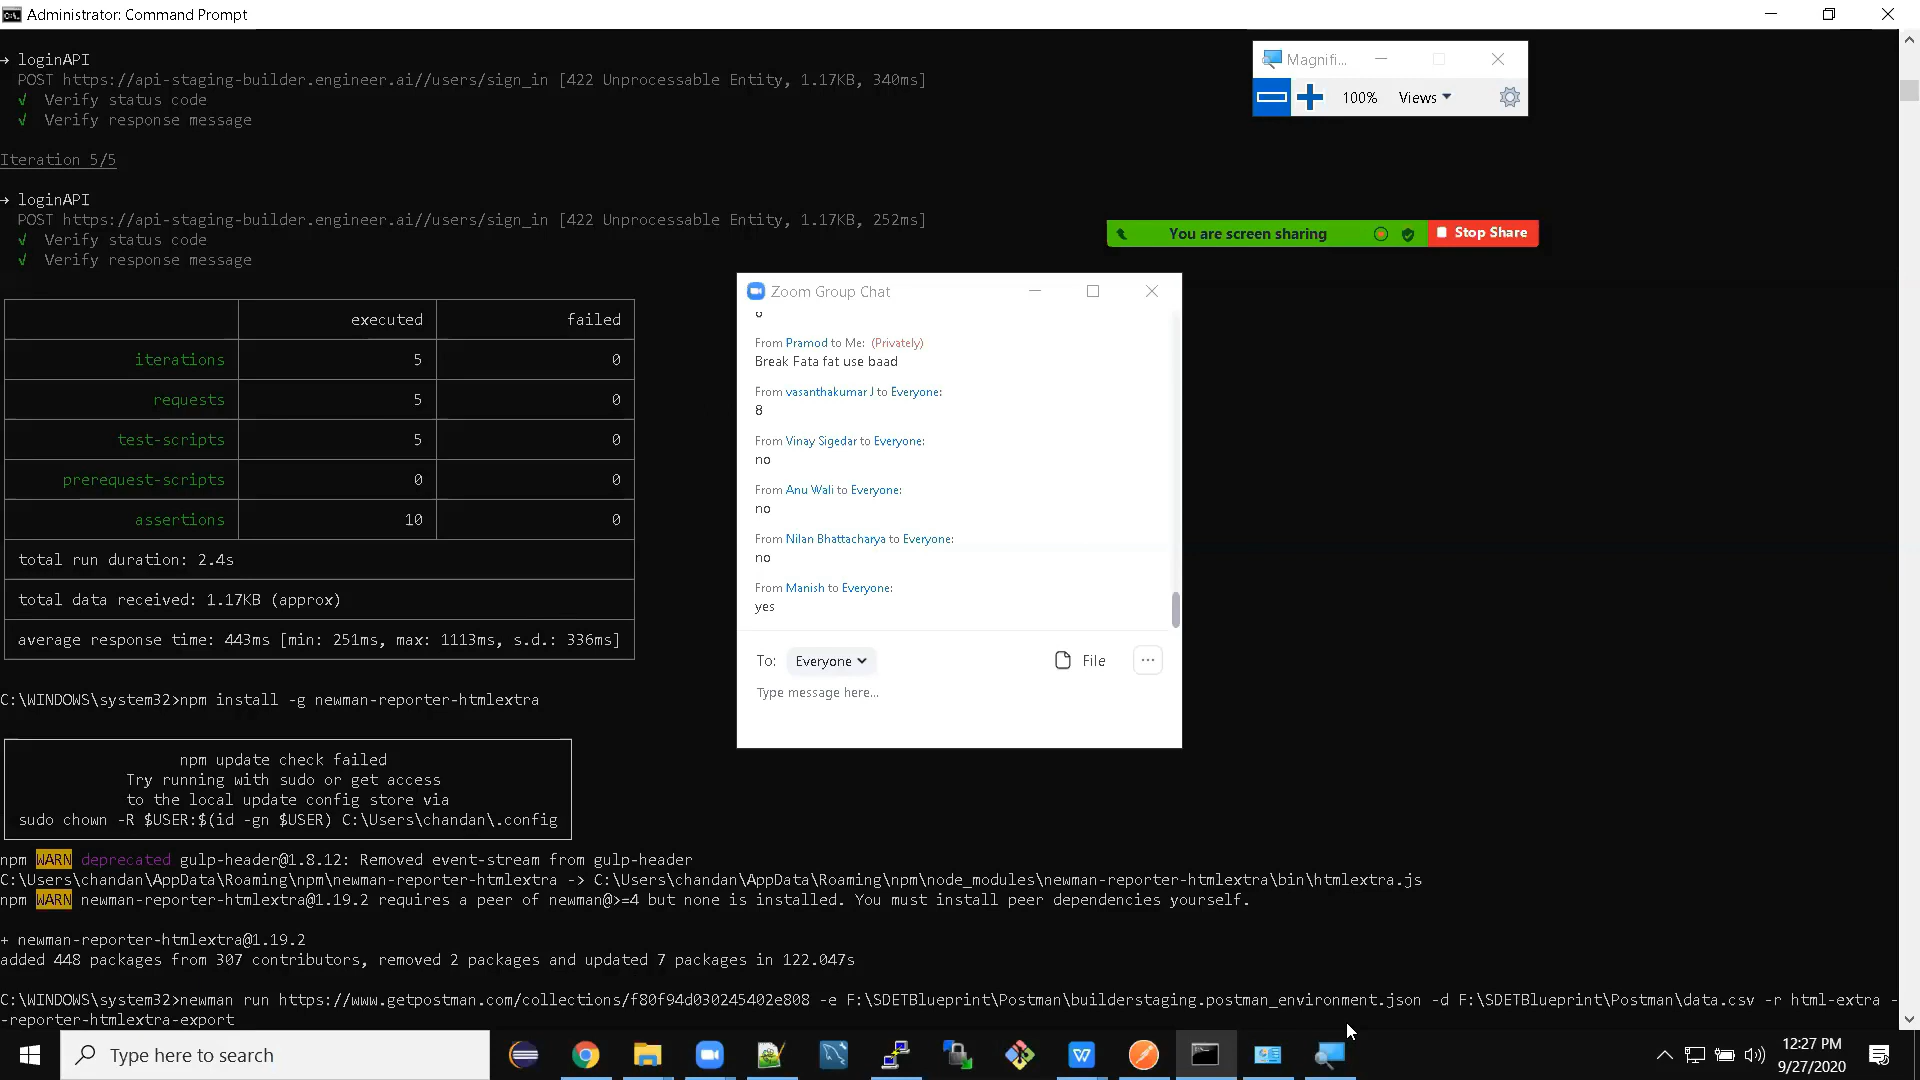 Administrator: Command Prompt
→ loginAPI
POST https://api-staging-builder.engineer.ai//users/sign_in [422 Unprocessable Entity, 1.17KB, 340ms]
√ Verify status code
√ Verify response message
Iteration 5/5
→ loginAPI
POST https://api-staging-builder.engineer.ai//users/sign_in [422 Unprocessable Entity, 1.17KB, 252ms]
√ Verify status code
√ Verify response message
executed failed
iterations 5 0
requests 5 0
test-scripts 5 0
prerequest-scripts 0 0
assertions 10 0
total run duration: 2.4s
total data received: 1.17KB (approx)
average response time: 443ms [min: 251ms, max: 1113ms, s.d.: 336ms]
C:\WINDOWS\system32>npm install -g newman-reporter-htmlextra
npm update check failed
Try running with sudo or get access
to the local update config store via
sudo chown -R $USER:$(id -gn $USER) C:\Users\chandan\.config
npm WARN deprecated gulp-header@1.8.12: Removed event-stream from gulp-header
C:\Users\chandan\AppData\Roaming\npm\newman-reporter-htmlextra -> C:\Users\chandan\AppData\Roaming\npm\node_modules\newman-reporter-htmlextra\bin\htmlextra.js
npm WARN newman-reporter-htmlextra@1.19.2 requires a peer of newman@>=4 but none is installed. You must install peer dependencies yourself.
+ newman-reporter-htmlextra@1.19.2
added 448 packages from 307 contributors, removed 2 packages and updated 7 packages in 122.047s
C:\WINDOWS\system32>newman run https://www.getpostman.com/collections/f80f94d030245402e808 -e F:\SDETBlueprint\Postman\builderstaging.postman_environment.json -d F:\SDETBlueprint\Postman\data.csv -r html-extra -
-reporter-htmlextra-export
Magnifi...
100% Views
You are screen sharing Stop Share
Zoom Group Chat
From Pramod to Me: (Privately)
Break Fata fat use baad
From vasanthakumar J to Everyone:
8
From Vinay Sigedar to Everyone:
no
From Anu Wali to Everyone:
no
From Nilan Bhattacharya to Everyone:
no
From Manish to Everyone:
yes
To: Everyone File
Type message here...
Type here to search
12:27 PM
9/27/2020